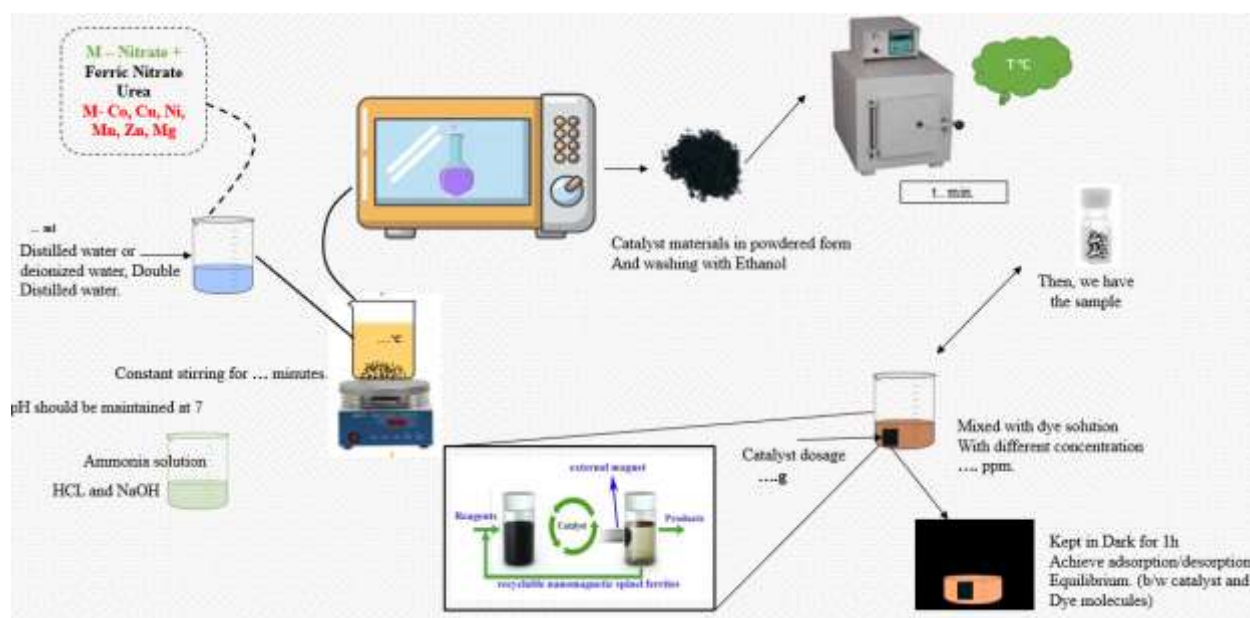 M – Nitrate +
Ferric Nitrate
Urea
M- Co, Cu, Ni,
Mn, Zn, Mg
T °C
t.. min.
... ml
Distilled water or
deionized water, Double
Distilled water.
Catalyst materials in powdered form
And washing with Ethanol
Then, we have
the sample
....°C
Constant stirring for … minutes.
pH should be maintained at 7
Ammonia solution
HCL and NaOH
external magnet
Reagents
Catalyst
Products
recyclable nanomagnetic spinel ferrites
Catalyst dosage
….g
Mixed with dye solution
With different concentration
…. ppm.
Kept in Dark for 1h
Achieve adsorption/desorption
Equilibrium. (b/w catalyst and
Dye molecules)